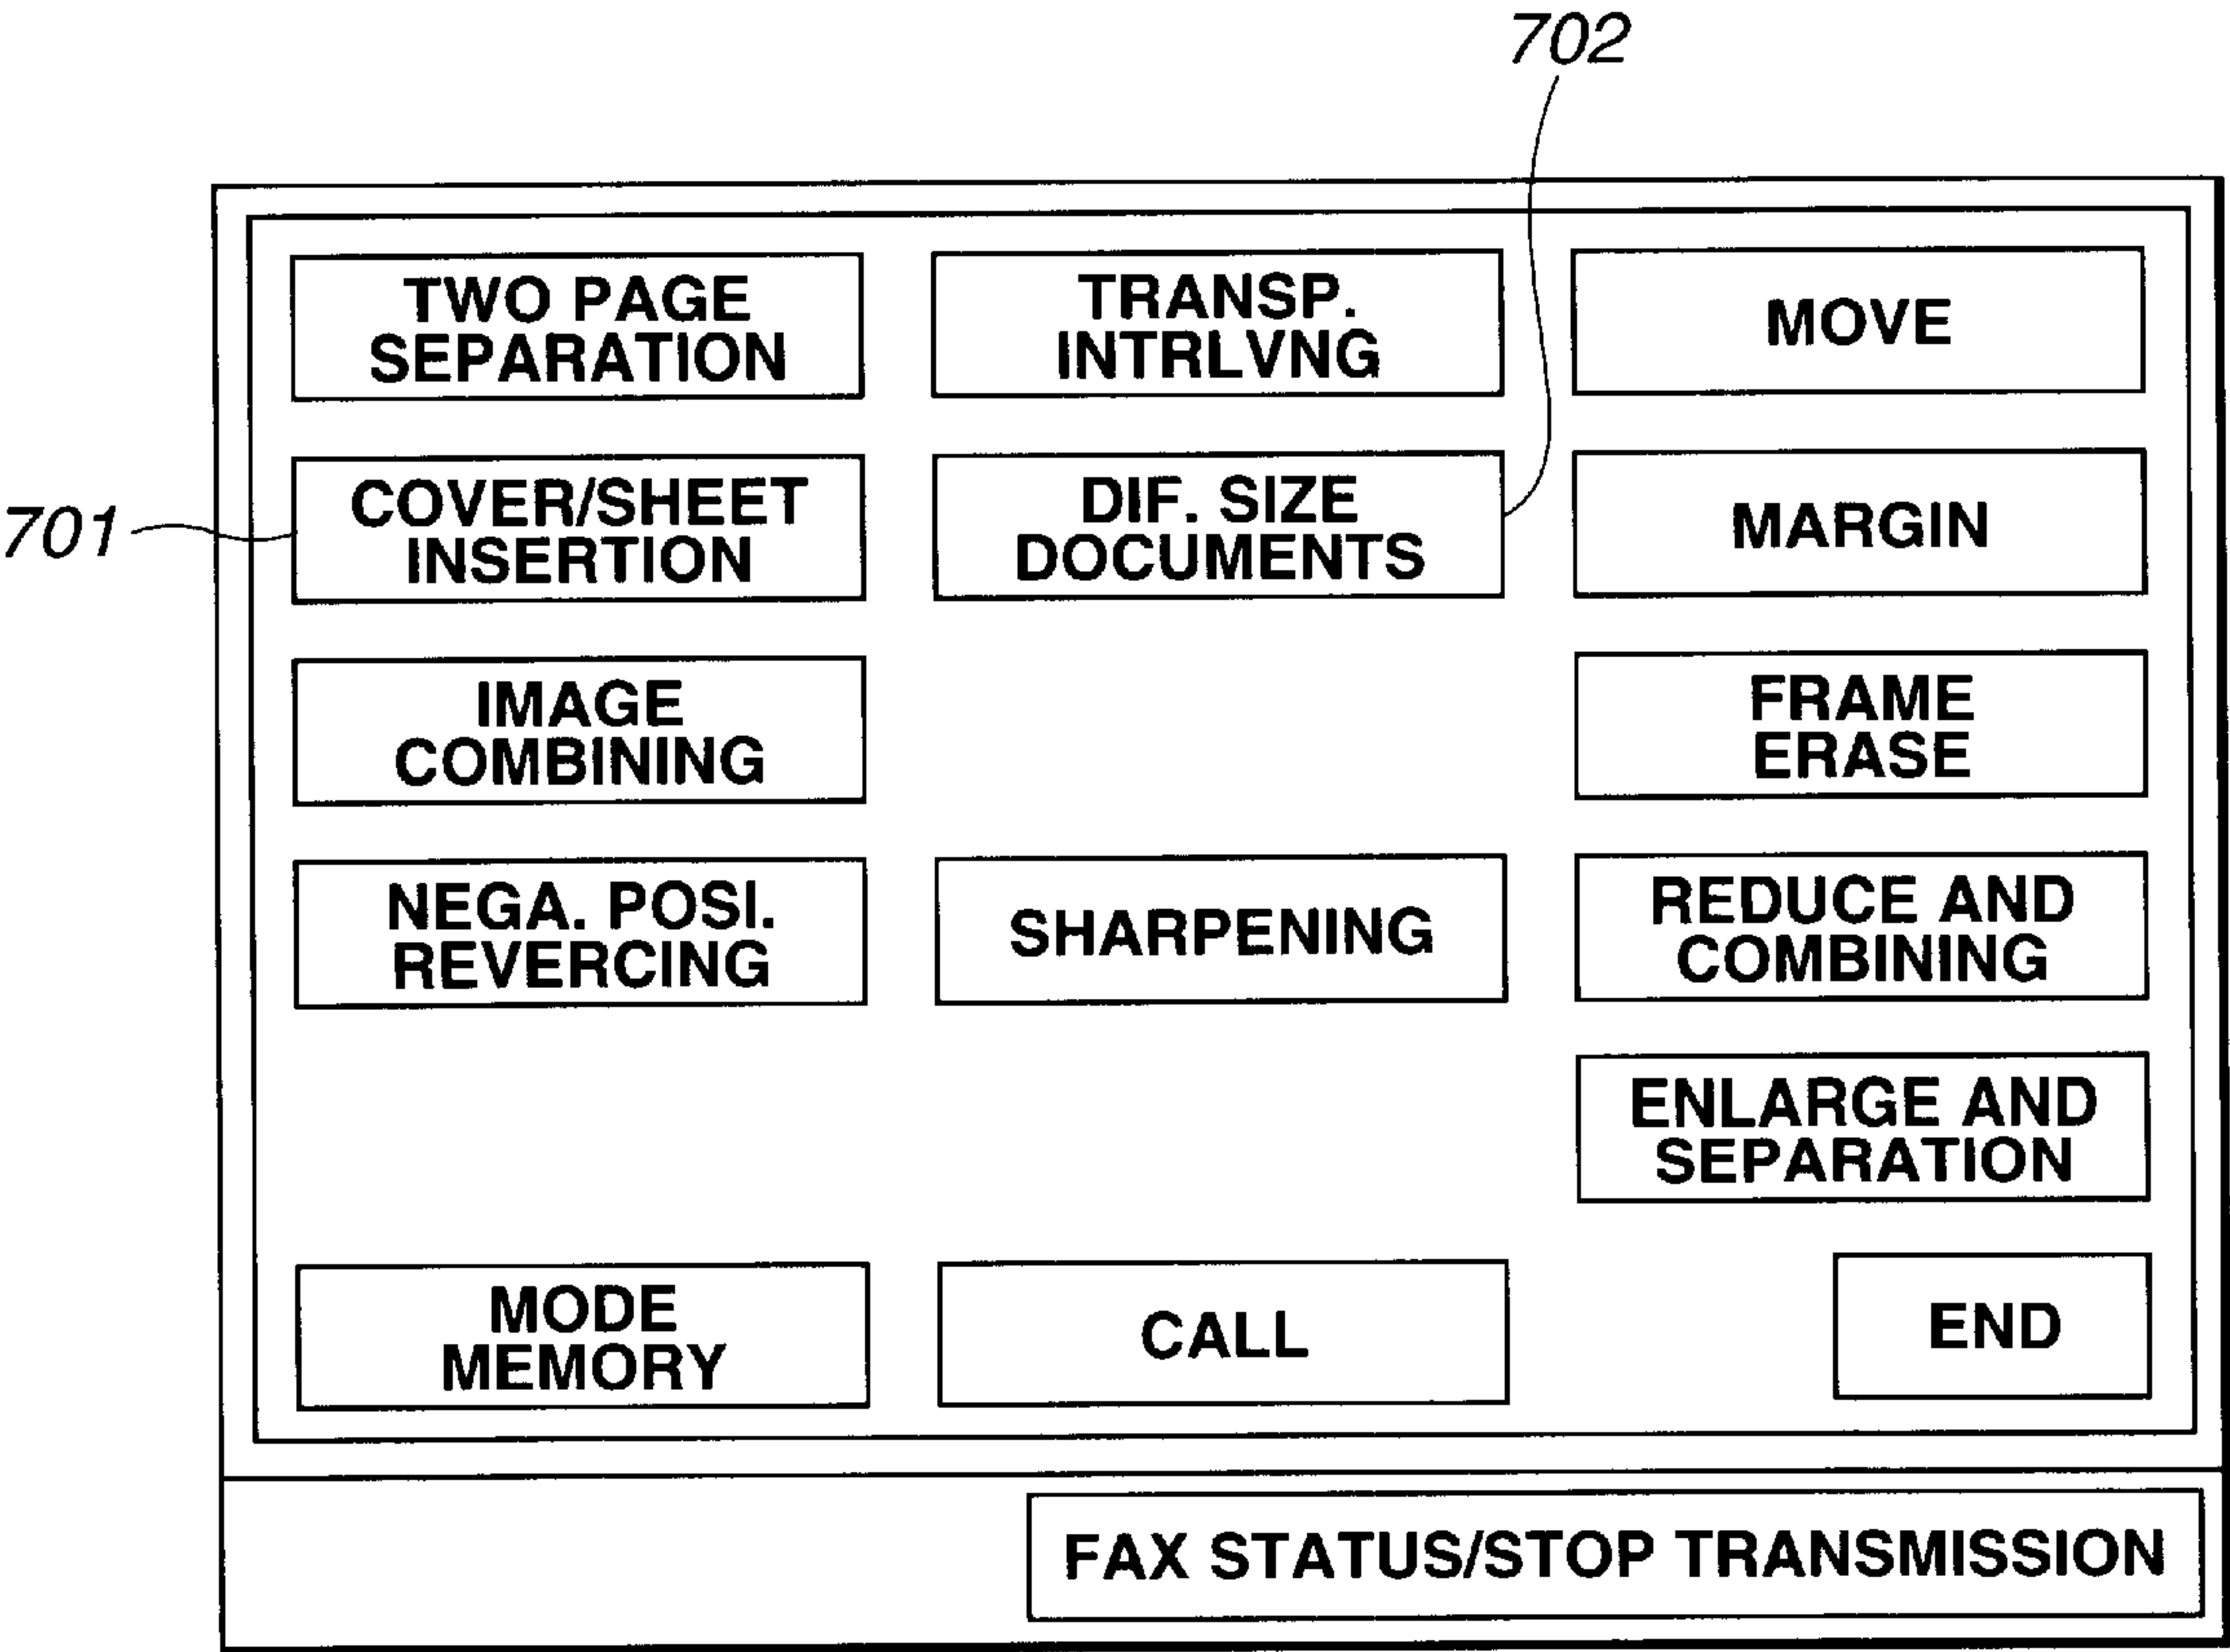 702
TWO PAGE
SEPARATION
TRANSP.
INTRLVNG
MOVE
701
COVER/SHEET
INSERTION
DIF. SIZE
DOCUMENTS
MARGIN
IMAGE
COMBINING
FRAME
ERASE
NEGA. POSI.
REVERCING
SHARPENING
REDUCE AND
COMBINING
ENLARGE AND
SEPARATION
MODE
MEMORY
CALL
END
FAX STATUS/STOP TRANSMISSION